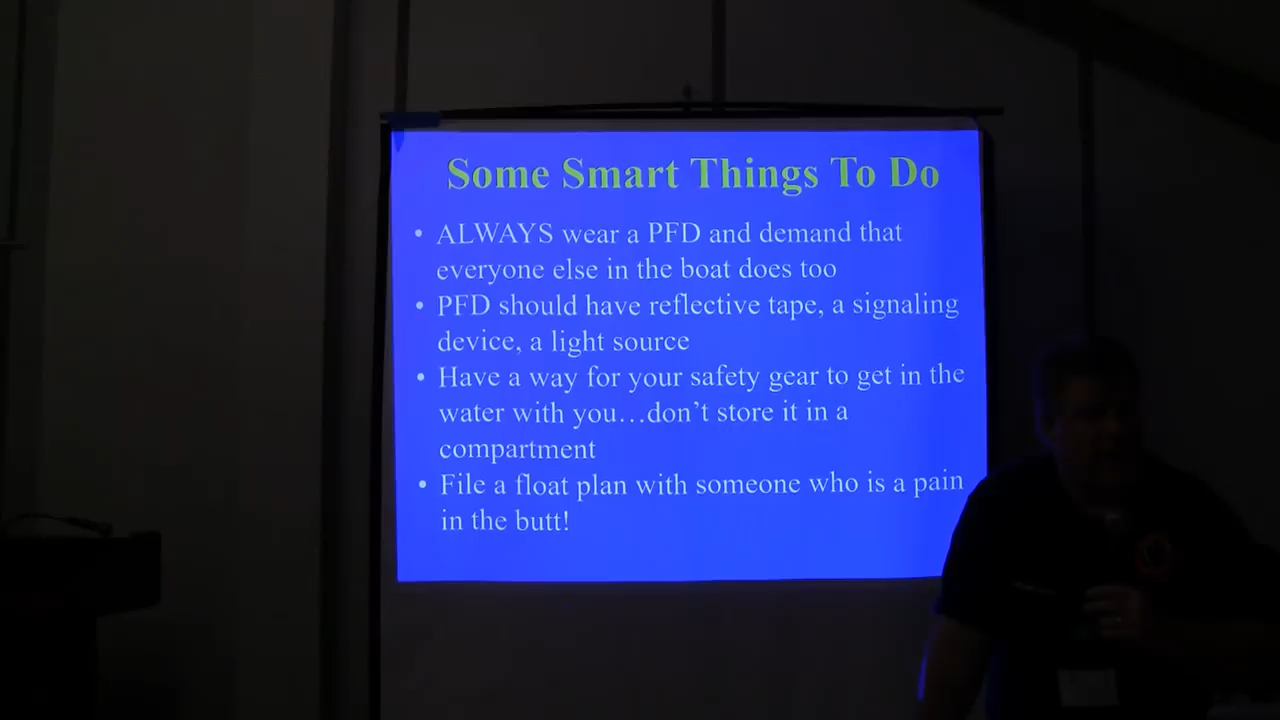 Some Smart Things To Do
• ALWAYS wear a PFD and demand that
everyone else in the boat does too
• PFD should have reflective tape, a signaling
device, a light source
• Have a way for your safety gear to get in the
water with you…don’t store it in a
compartment
• File a float plan with someone who is a pain
in the butt!